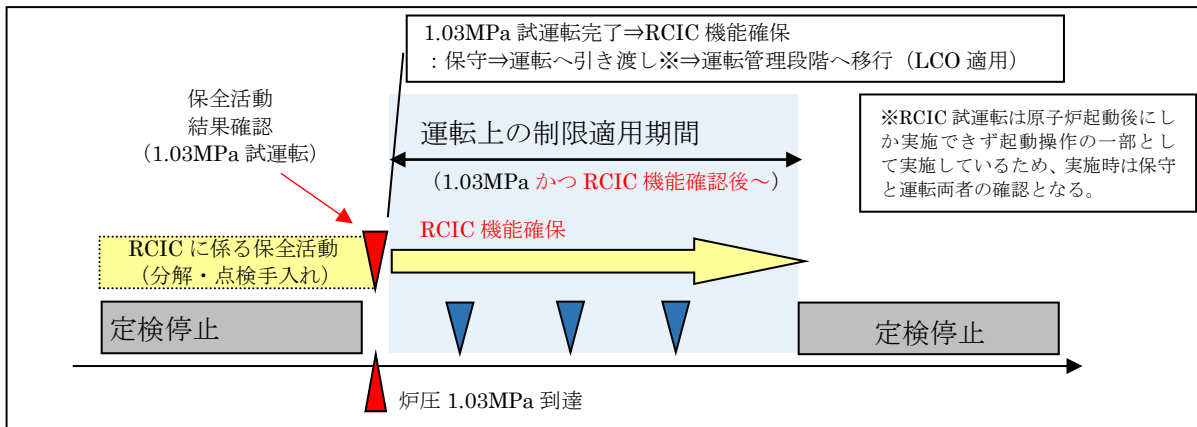 1.03MPa 試運転完了⇒RCIC 機能確保
：保守⇒運転へ引き渡し※⇒運転管理段階へ移行（LCO 適用）
保全活動
結果確認
（1.03MPa 試運転）
運転上の制限適用期間
（1.03MPa かつ RCIC 機能確認後～）
※RCIC 試運転は原子炉起動後にし
か実施できず起動操作の一部とし
て実施しているため、実施時は保守
と運転両者の確認となる。
RCIC 機能確保
RCIC に係る保全活動
（分解・点検手入れ）
定検停止
定検停止
炉圧 1.03MPa 到達